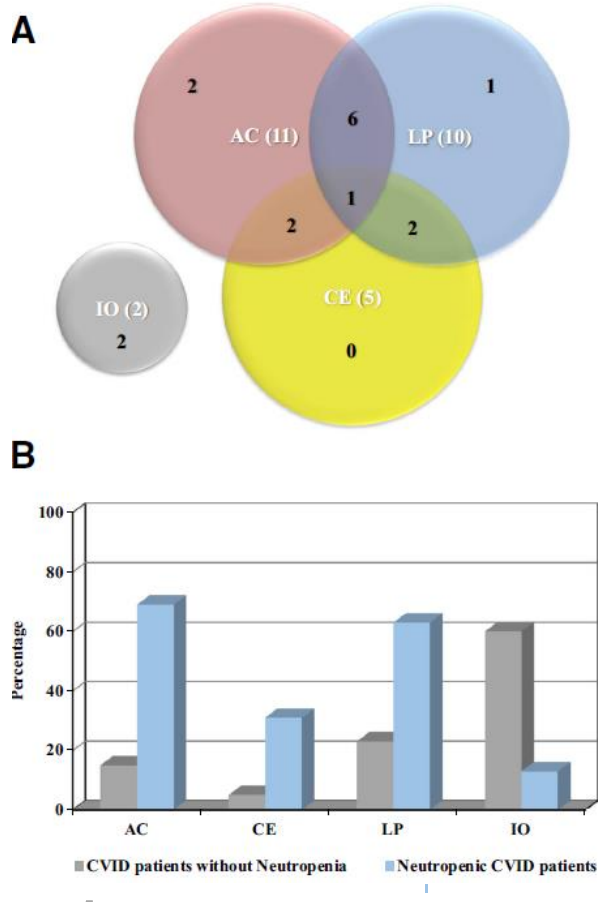 A
2
1
6
AC (11)
LP (10)
1
2
2
IO (2)
CE (5)
2
0
B
100
80
60
40
20
0
Percentage
AC
CE
LP
IO
CVID patients without Neutropenia
Neutropenic CVID patients